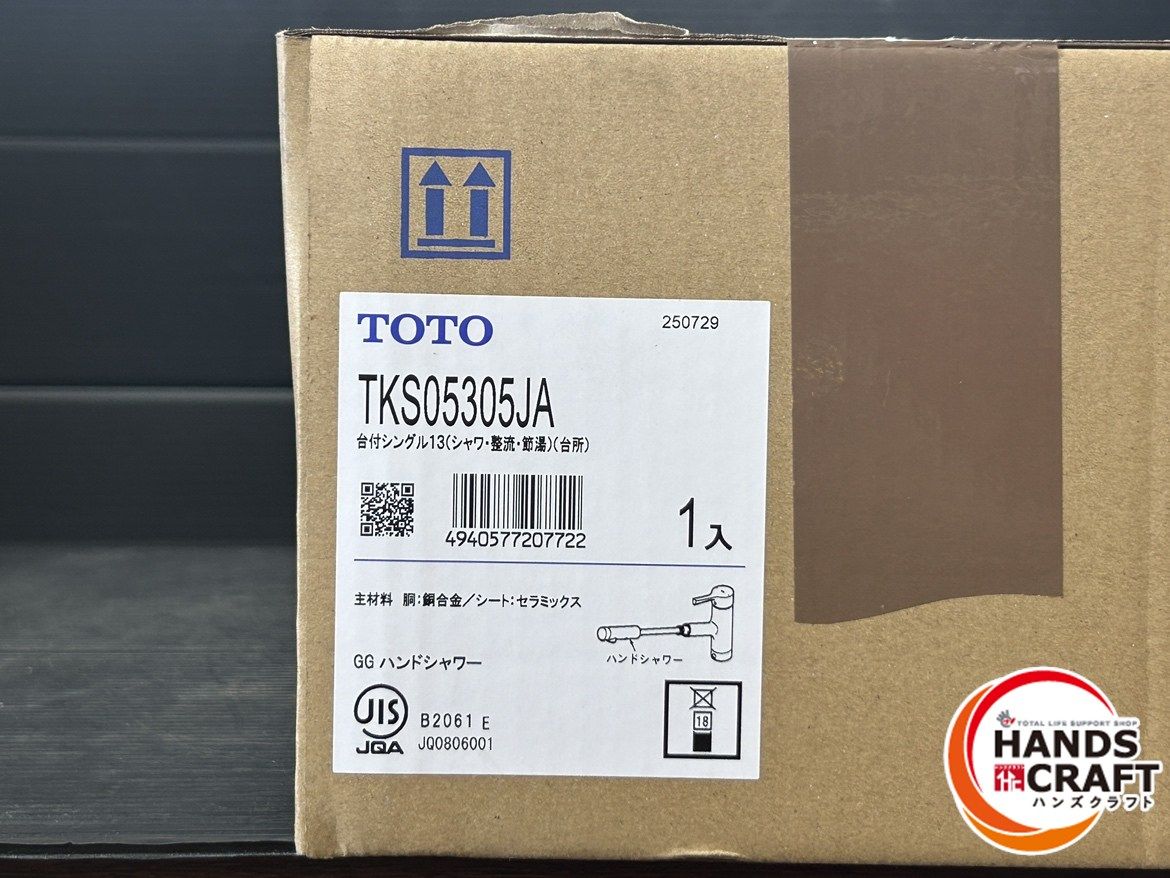 TOTO
250729
TKS05305JA
台付シングル13(シャワ・整流・節湯)(台所)
4940577207722
1入
主材料 胴:銅合金/シート:セラミックス
ハンドシャワー
GG ハンドシャワー
JIS
B2061 E
JQA
JQ0806001
18
TOTAL LIFE SUPPORT SHOP
HANDS
CRAFT
ハンズクラフト